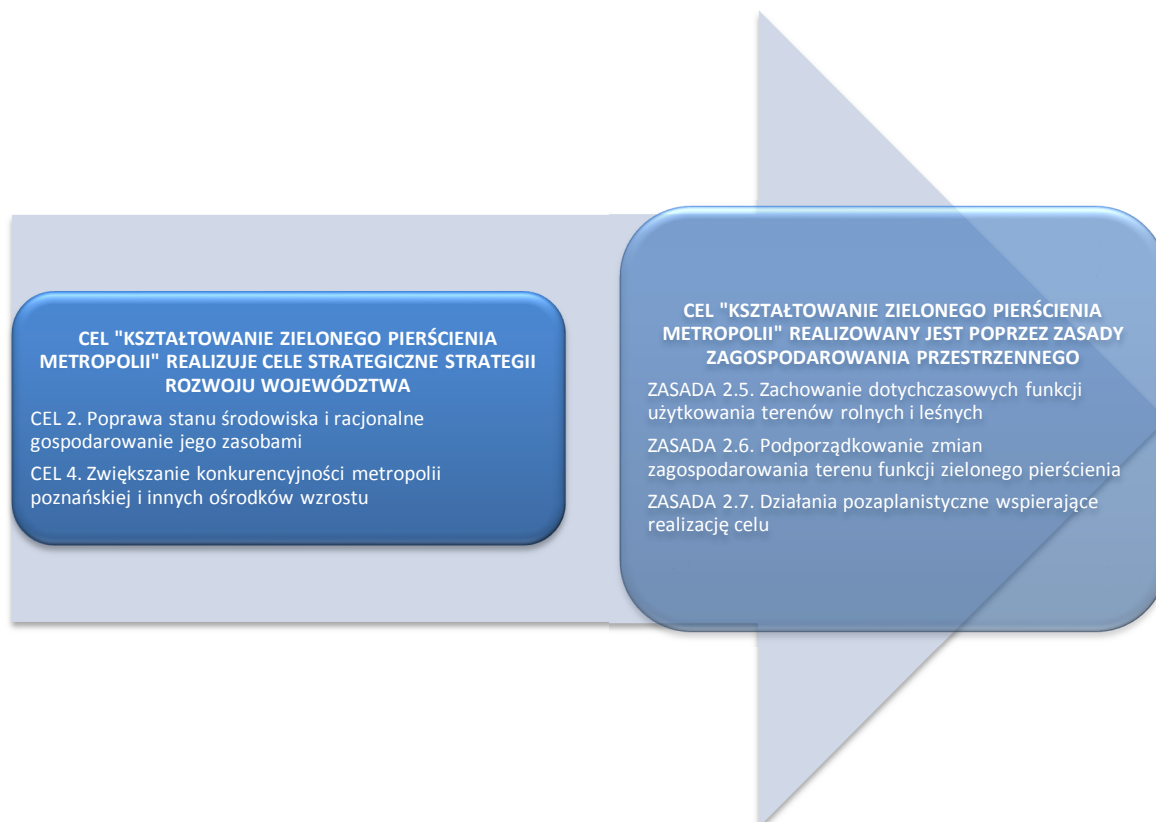 CEL "KSZTAŁTOWANIE ZIELONEGO PIERŚCIENIA
METROPOLII" REALIZUJE CELE STRATEGICZNE STRATEGII
ROZWOJU WOJEWÓDZTWA
CEL 2. Poprawa stanu środowiska i racjonalne
gospodarowanie jego zasobami
CEL 4. Zwiększanie konkurencyjności metropolii
poznańskiej i innych ośrodków wzrostu
CEL "KSZTAŁTOWANIE ZIELONEGO PIERŚCIENIA
METROPOLII" REALIZOWANY JEST POPRZEZ ZASADY
ZAGOSPODAROWANIA PRZESTRZENNEGO
ZASADA 2.5. Zachowanie dotychczasowych funkcji
użytkowania terenów rolnych i leśnych
ZASADA 2.6. Podporządkowanie zmian
zagospodarowania terenu funkcji zielonego pierścienia
ZASADA 2.7. Działania pozaplanistyczne wspierające
realizację celu